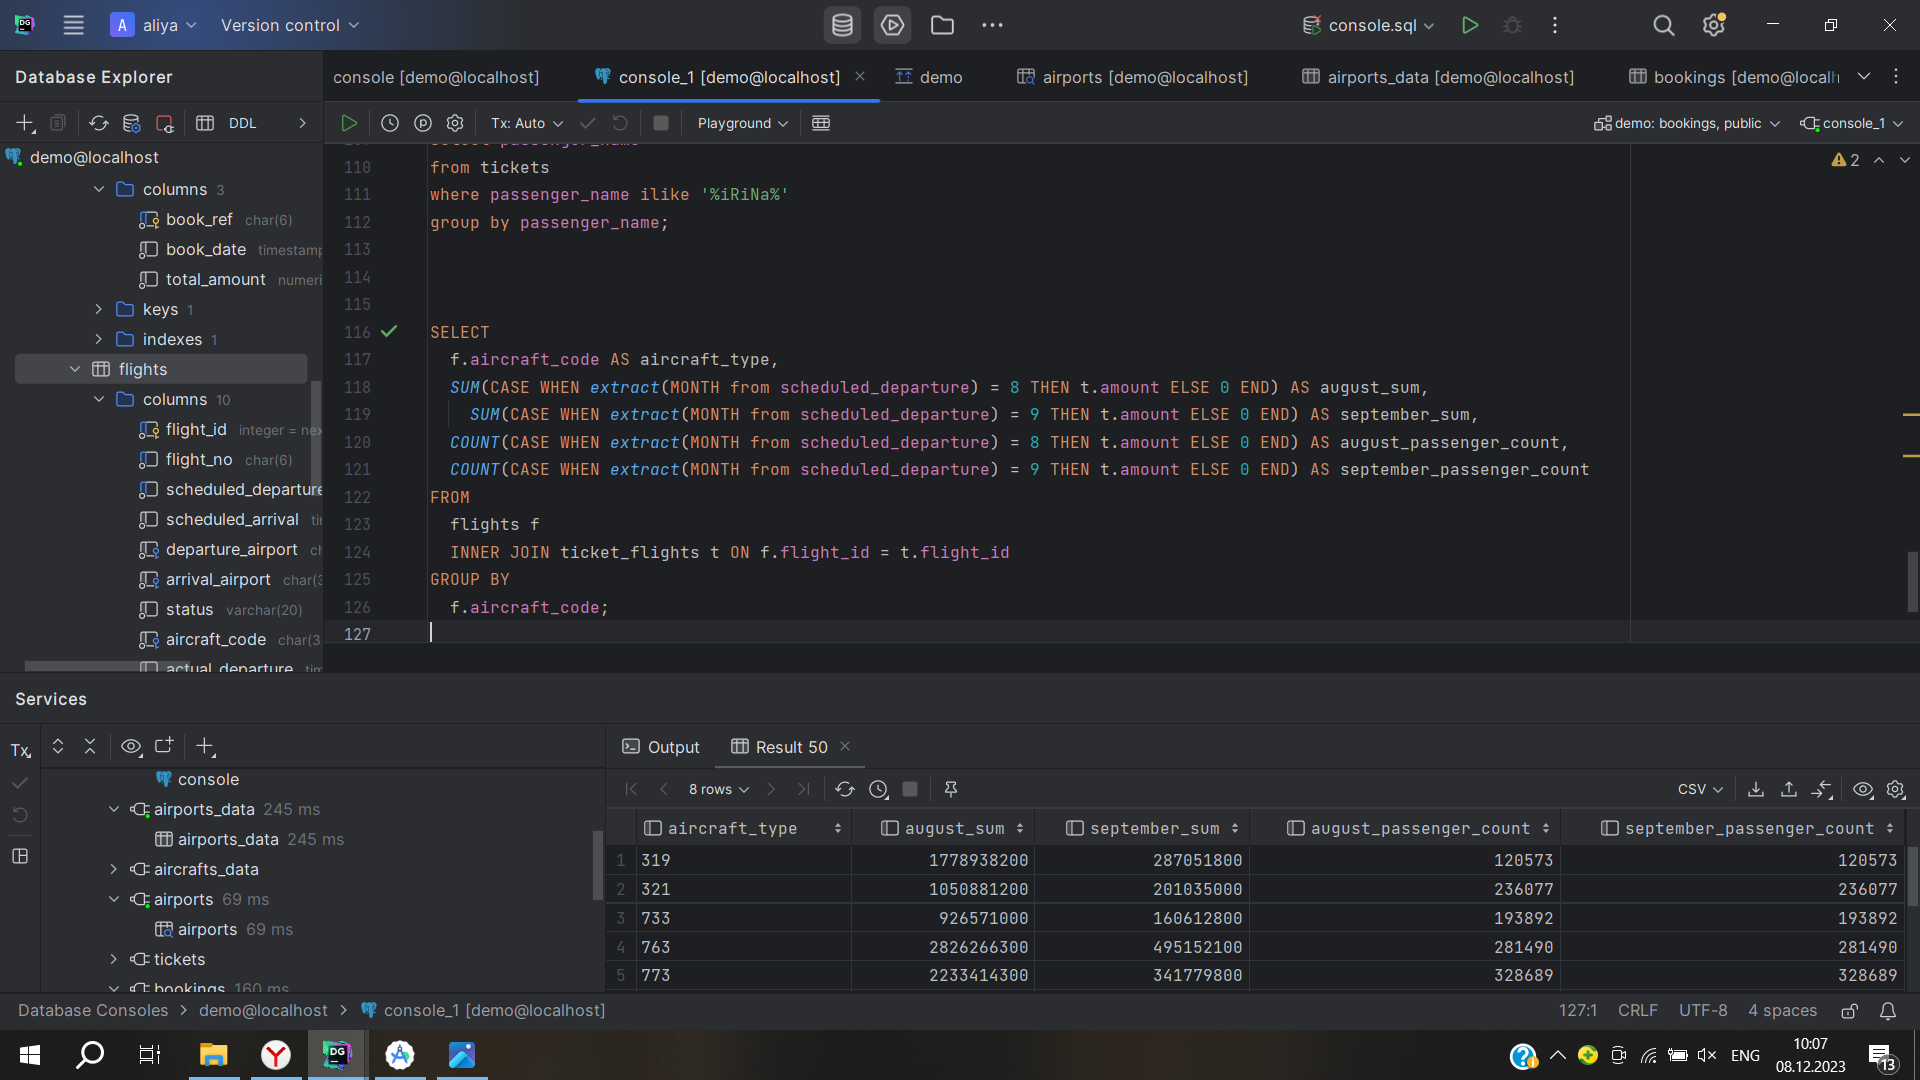 DG
A aliya
Version control
console.sql
Database Explorer
console [demo@localhost]
console_1 [demo@localhost]
demo
airports [demo@localhost]
airports_data [demo@localhost]
bookings [demo@localh
DDL
Tx: Auto
Playground
demo: bookings, public
console_1
demo@localhost
columns 3
book_ref char(6)
book_date timestamp
total_amount numeri
keys 1
indexes 1
flights
columns 10
flight_id integer = nex
flight_no char(6)
scheduled_departure
scheduled_arrival tim
departure_airport ch
arrival_airport char(3
status varchar(20)
aircraft_code char(3
actual_departure tim
2
110 from tickets
111 where passenger_name ilike '%iRiNa%'
112 group by passenger_name;
113
114
115
116 SELECT
117 f.aircraft_code AS aircraft_type,
118 SUM(CASE WHEN extract(MONTH from scheduled_departure) = 8 THEN t.amount ELSE 0 END) AS august_sum,
119 SUM(CASE WHEN extract(MONTH from scheduled_departure) = 9 THEN t.amount ELSE 0 END) AS september_sum,
120 COUNT(CASE WHEN extract(MONTH from scheduled_departure) = 8 THEN t.amount ELSE 0 END) AS august_passenger_count,
121 COUNT(CASE WHEN extract(MONTH from scheduled_departure) = 9 THEN t.amount ELSE 0 END) AS september_passenger_count
122 FROM
123 flights f
124 INNER JOIN ticket_flights t ON f.flight_id = t.flight_id
125 GROUP BY
126 f.aircraft_code;
127
Services
Tx
console
airports_data 245 ms
airports_data 245 ms
aircrafts_data
airports 69 ms
airports 69 ms
tickets
bookings 160 ms
Output
Result 50
8 rows
CSV
aircraft_type august_sum september_sum august_passenger_count september_passenger_count
1 319 1778938200 287051800 120573 120573
2 321 1050881200 201035000 236077 236077
3 733 926571000 160612800 193892 193892
4 763 2826266300 495152100 281490 281490
5 773 2233414300 341779800 328689 328689
Database Consoles > demo@localhost > console_1 [demo@localhost]
127:1 CRLF UTF-8 4 spaces
DG
ENG
10:07
08.12.2023
13